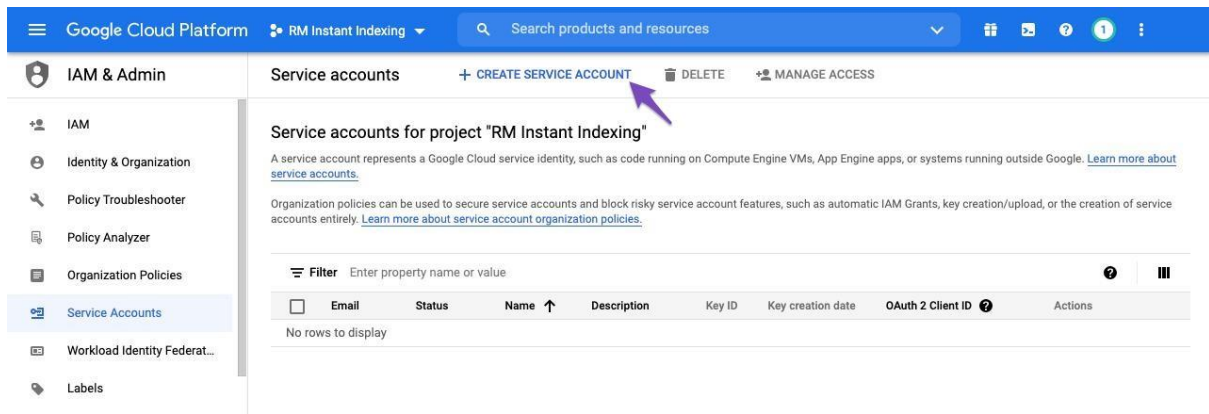 Google Cloud Platform RM Instant Indexing Search products and resources 1
IAM & Admin
Service accounts + CREATE SERVICE ACCOUNT DELETE MANAGE ACCESS
IAM
Identity & Organization
Policy Troubleshooter
Policy Analyzer
Organization Policies
Service Accounts
Workload Identity Federat...
Labels
Service accounts for project "RM Instant Indexing"
A service account represents a Google Cloud service identity, such as code running on Compute Engine VMs, App Engine apps, or systems running outside Google. Learn more about
service accounts.
Organization policies can be used to secure service accounts and block risky service account features, such as automatic IAM Grants, key creation/upload, or the creation of service
accounts entirely. Learn more about service account organization policies.
Filter Enter property name or value
Email Status Name Description Key ID Key creation date OAuth 2 Client ID Actions
No rows to display